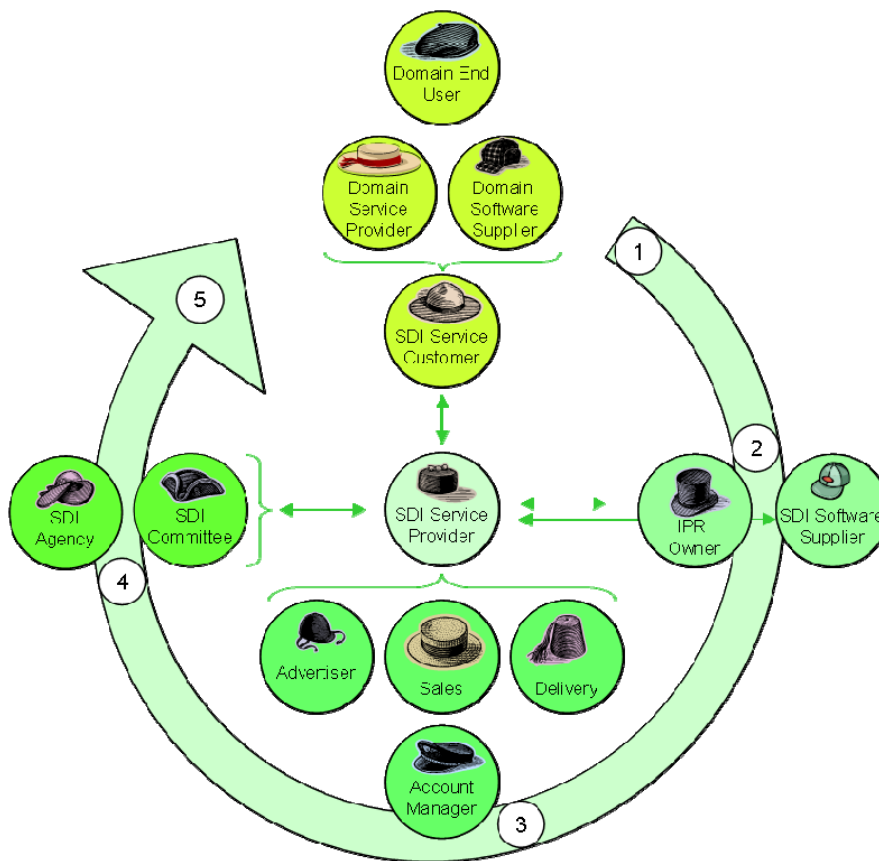 Domain End
User
Domain
Service
Provider
Domain
Software
Supplier
1
5
SDI Service
Customer
2
SDI
Agency
SDI
Committee
SDI Service
Provider
IPR
Owner
SDI Software
Supplier
4
Advertiser
Sales
Delivery
Account
Manager
3